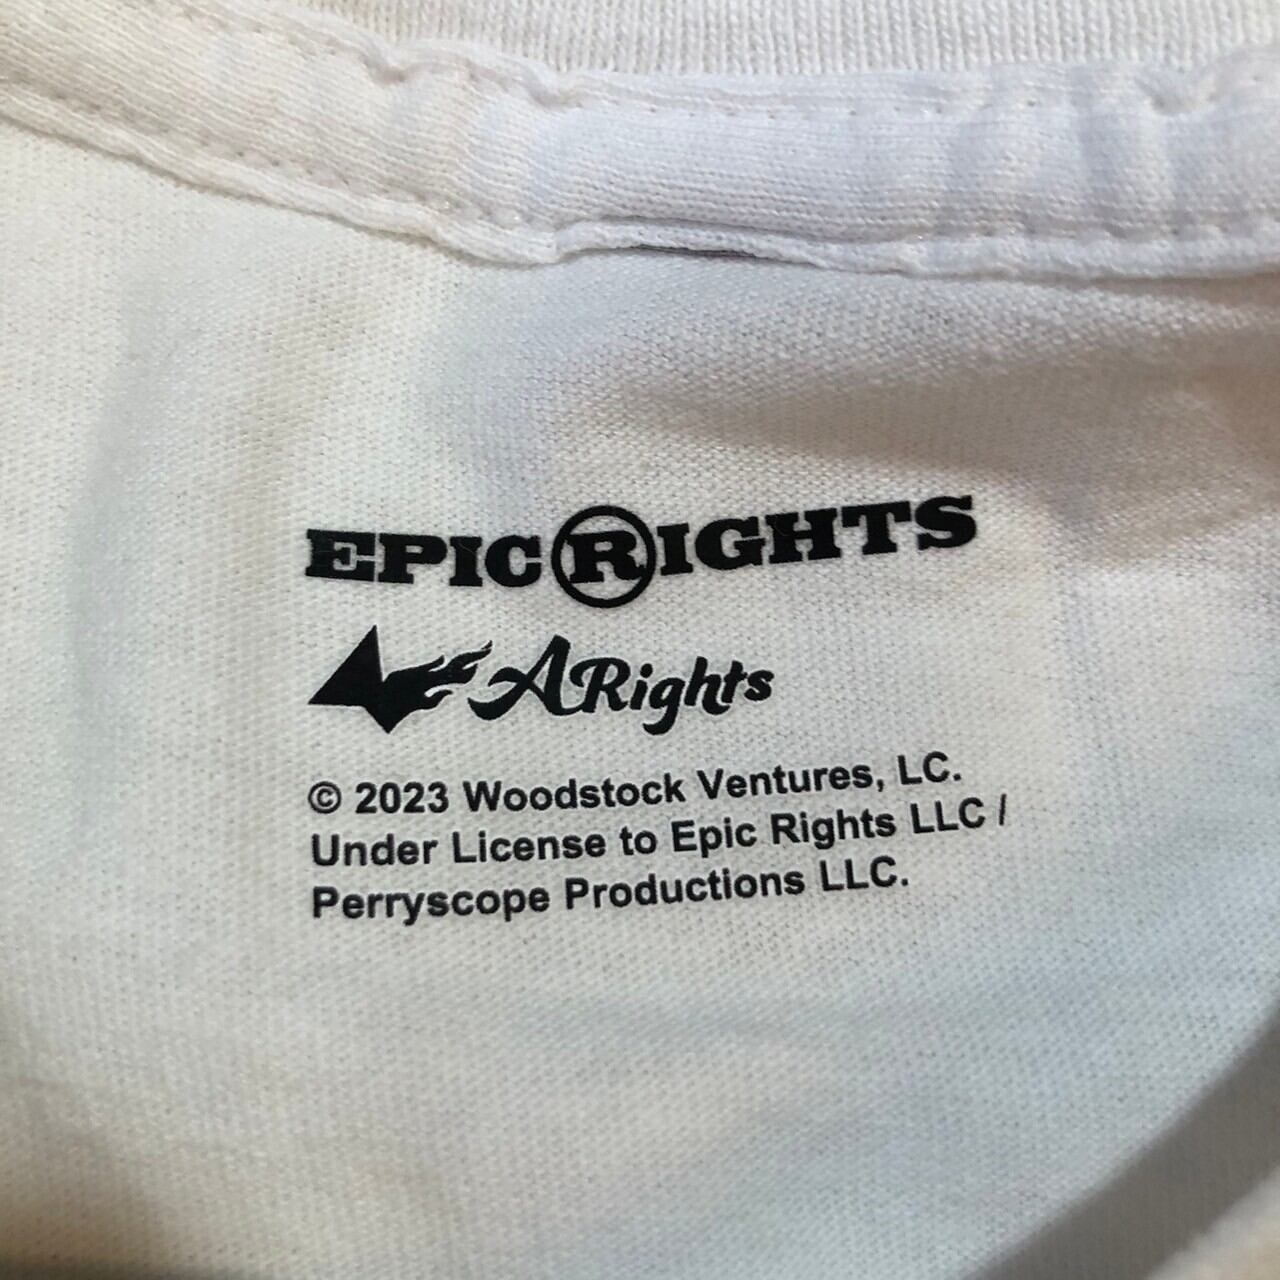 EPIC RIGHTS
ARights
© 2023 Woodstock Ventures, LC.
Under License to Epic Rights LLC /
Perryscope Productions LLC.